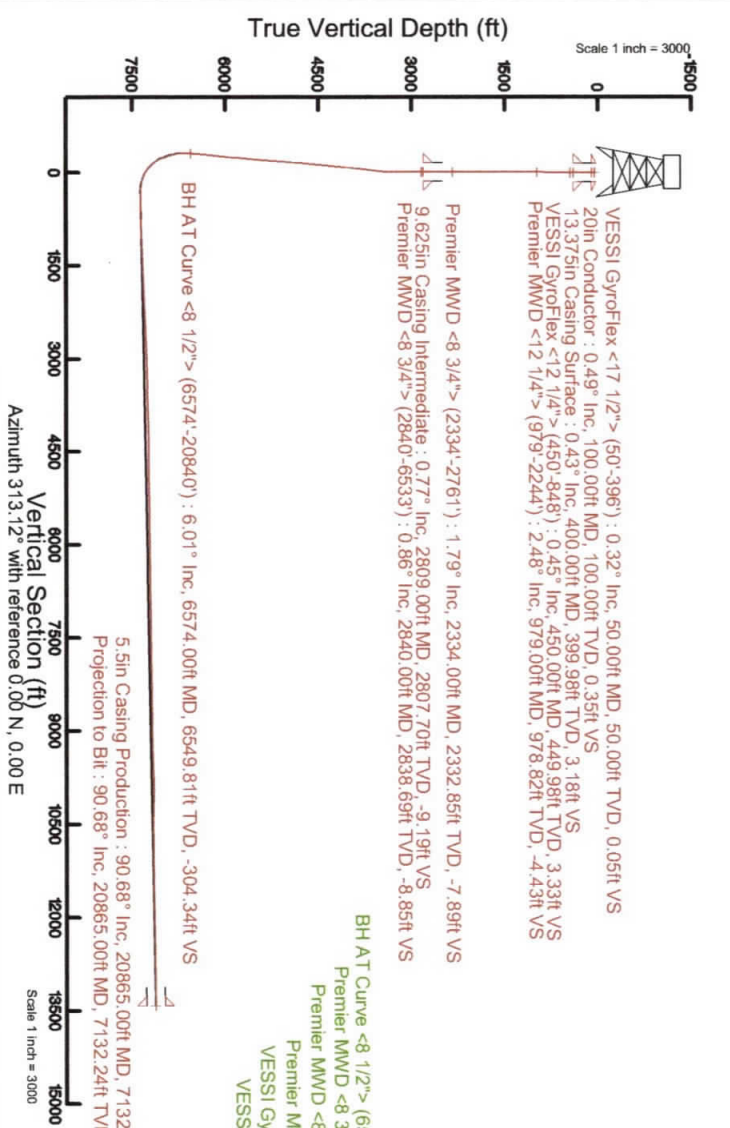 True Vertical Depth (ft)
Scale 1 inch = 3000
-1500
0
1500
3000
4500
6000
7500
VESSI GyroFlex <17 1/2"> (50'-396') : 0.32° Inc, 50.00ft MD, 50.00ft TVD, 0.05ft VS
20in Conductor : 0.49° Inc, 100.00ft MD, 100.00ft TVD, 0.35ft VS
13.375in Casing Surface : 0.43° Inc, 400.00ft MD, 399.98ft TVD, 3.18ft VS
VESSI GyroFlex <12 1/4"> (450'-848') : 0.45° Inc, 450.00ft MD, 449.98ft TVD, 3.33ft VS
Premier MWD <12 1/4"> (979'-2244') : 2.48° Inc, 979.00ft MD, 978.82ft TVD, -4.43ft VS
Premier MWD <8 3/4"> (2334'-2761') : 1.79° Inc, 2334.00ft MD, 2332.85ft TVD, -7.89ft VS
9.625in Casing Intermediate : 0.77° Inc, 2809.00ft MD, 2807.70ft TVD, -9.19ft VS
Premier MWD <8 3/4"> (2840'-6533') : 0.86° Inc, 2840.00ft MD, 2838.69ft TVD, -8.85ft VS
BH AT Curve <8 1/2"> (6574'-20840') : 6.01° Inc, 6574.00ft MD, 6549.81ft TVD, -304.34ft VS
5.5in Casing Production : 90.68° Inc, 20865.00ft MD, 7132
Projection to Bit : 90.68° Inc, 20865.00ft MD, 7132.24ft TV
BH AT Curve <8 1/2"> (6
Premier MWD <8 3
Premier MWD <8
Premier M
VESSI Gy
VESS
0
1500
3000
4500
6000
7500
9000
10500
12000
13500
15000
Vertical Section (ft)
Azimuth 313.12° with reference 0.00 N, 0.00 E
Scale 1 inch = 3000